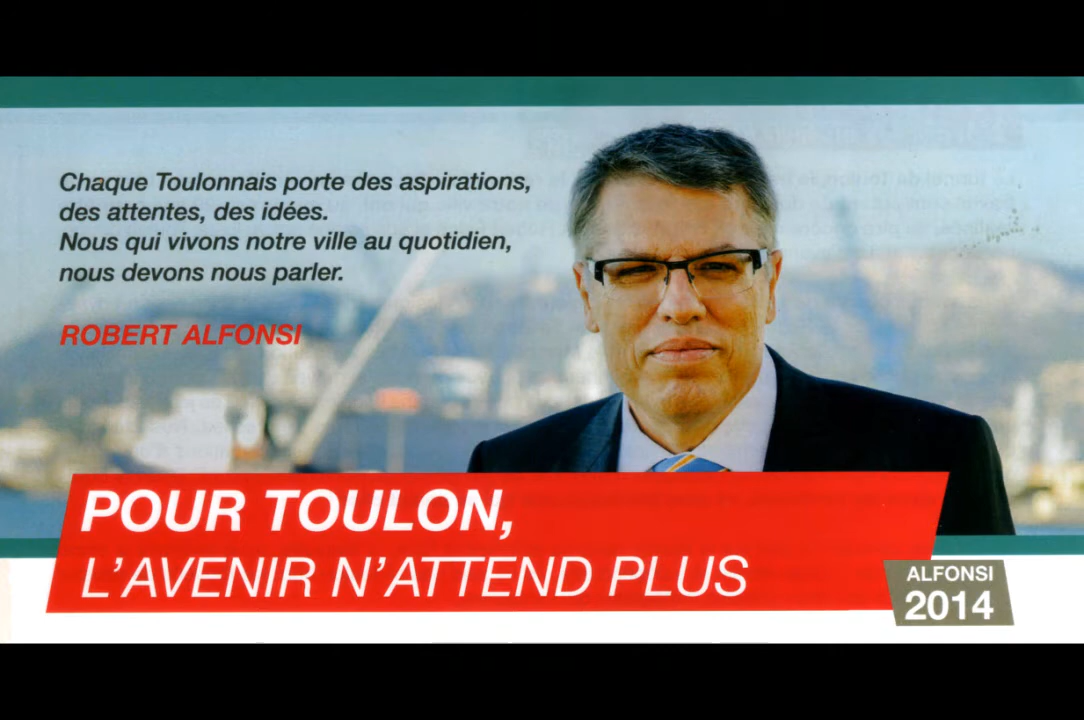 Chaque Toulonnais porte des aspirations,
des attentes, des idées.
Nous qui vivons notre ville au quotidien,
nous devons nous parler.
ROBERT ALFONSI
POUR TOULON,
L'AVENIR N'ATTEND PLUS
ALFONSI
2014